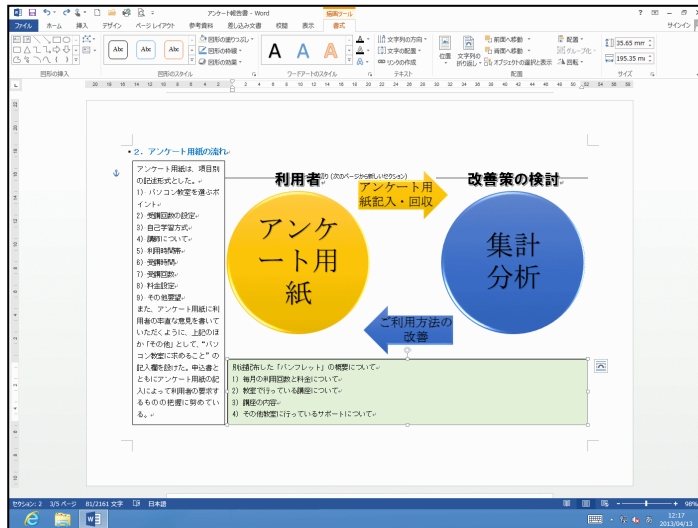 アンケート報告書 - Word
描画ツール
ファイル ホーム 挿入 デザイン ページ レイアウト 参考資料 差し込み文書 校閲 表示 書式
サインイン
Abc Abc Abc
図形の塗りつぶし
図形の枠線
図形の効果
A A A
文字列の方向
文字の配置
リンクの作成
位置 文字列の折り返し
前面へ移動
背面へ移動
オブジェクトの選択と表示
配置
グループ化
回転
35.65 mm
195.35 mm
図形の挿入 図形のスタイル ワードアートのスタイル テキスト 配置 サイズ
2．アンケート用紙の流れ
アンケート用紙は、項目別
の記述形式とした。
1）パソコン教室を選ぶポ
イント
2）受講回数の設定
3）自己学習方式
4）講師について
5）利用時間帯
6）受講時間
7）受講回数
8）料金設定
9）その他要望
また、アンケート用紙に利
用者の率直な意見を書いて
いただくように、上記のほ
か「その他」として、“パソ
コン教室に求めること”の
記入欄を設けた。申込書と
ともにアンケート用紙の記
入によって利用者の要求す
るものの把握に努めてい
る。
(次のページから新しいセクション)
利用者
改善策の検討
アンケート用
紙記入・回収
アンケ
ート用
紙
集計
分析
ご利用方法の
改善
別途配布した「パンフレット」の概要について
1）毎月の利用回数と料金について
2）教室で行っている講座について
3）講座の内容
4）その他教室に行っているサポートについて
セクション: 2 3/5 ページ 81/2161 文字 日本語
98%
12:17
2013/04/13